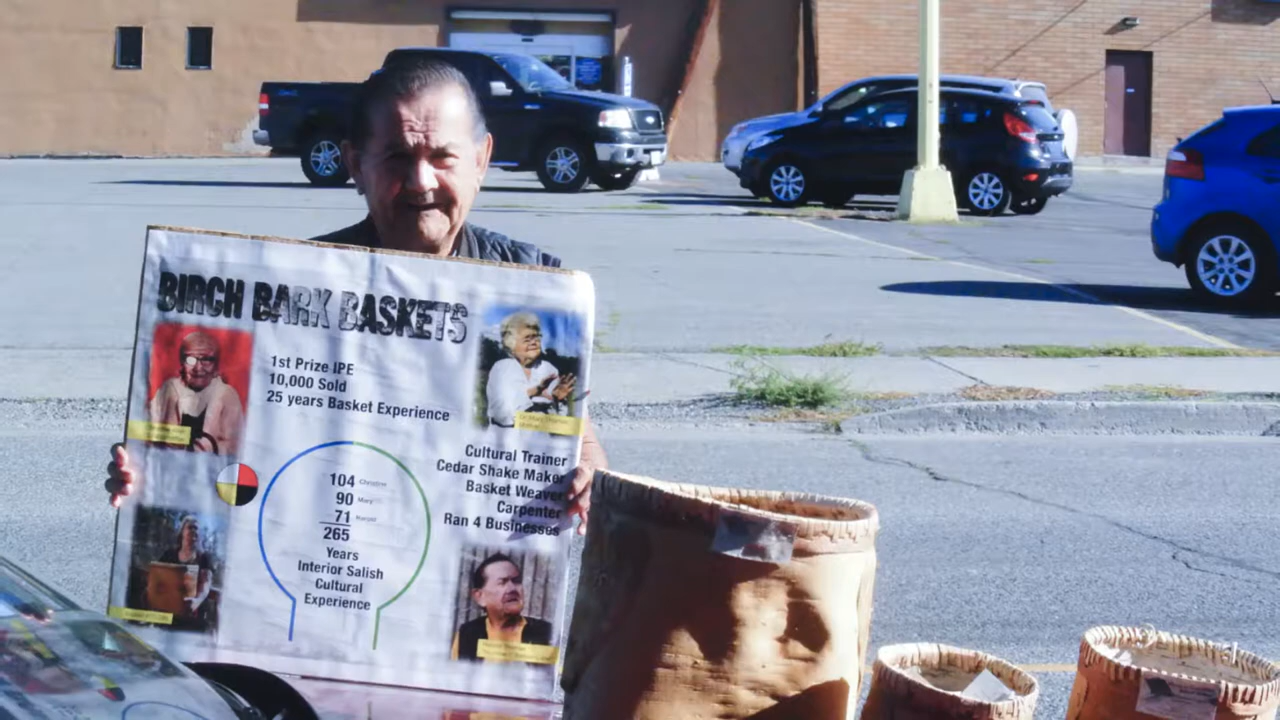 BIRCH BARK BASKETS
1st Prize IPE
10,000 Sold
25 years Basket Experience
Cultural Trainer
Cedar Shake Maker
Basket Weaver
Carpenter
Ran 4 Businesses
104 Christine
90 Mary
71
265
Years
Interior Salish
Cultural
Experience